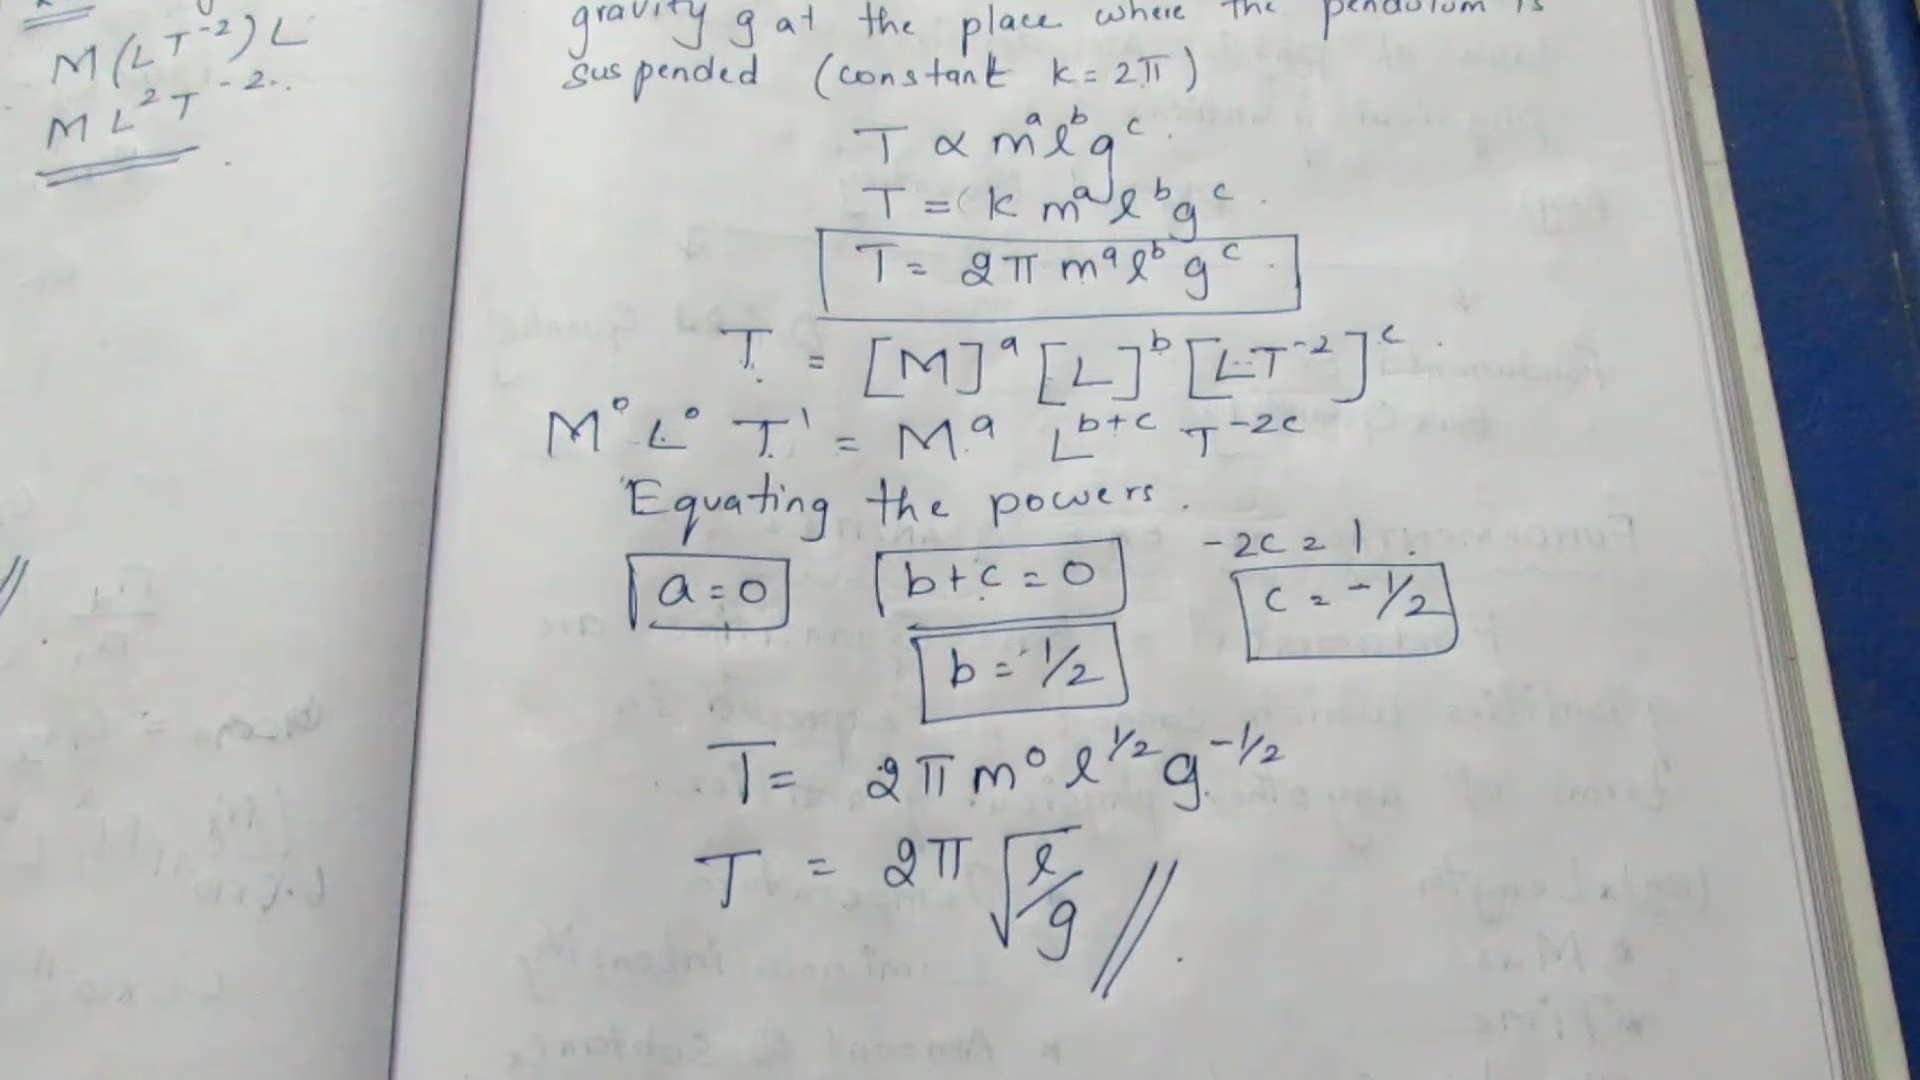 M(LT⁻²)L
ML²T⁻²..
gravity g at the place where the pendulum is
suspended (constant k = 2π)
T ∝ mᵃlᵇgᶜ.
T = k mᵃlᵇgᶜ.
T = 2π mᵃlᵇgᶜ.
T = [M]ᵃ [L]ᵇ [LT⁻²]ᶜ.
M⁰L⁰T¹ = Mᵃ Lᵇ⁺ᶜ T⁻²ᶜ
Equating the powers.
-2c = 1.
a = 0 b+c = 0 c = -1/2
b = 1/2
T = 2π m⁰ l^1/2 g^-1/2
T = 2π √l/g //.